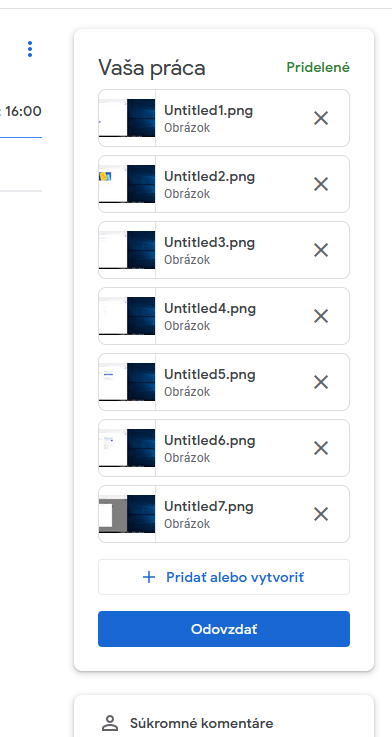 16:00
Vaša práca
Pridelené
Untitled1.png
Obrázok
Untitled2.png
Obrázok
Untitled3.png
Obrázok
Untitled4.png
Obrázok
Untitled5.png
Obrázok
Untitled6.png
Obrázok
Untitled7.png
Obrázok
Pridať alebo vytvoriť
Odovzdať
Súkromné komentáre